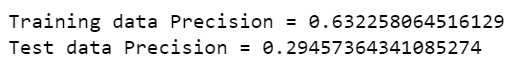 Training data Precision = 0.632258064516129
Test data Precision = 0.29457364341085274